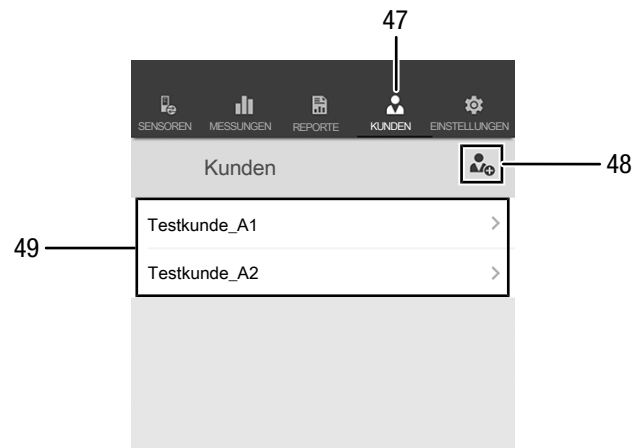 47
SENSOREN MESSUNGEN REPORTE KUNDEN EINSTELLUNGEN
Kunden
48
Testkunde_A1
49
Testkunde_A2